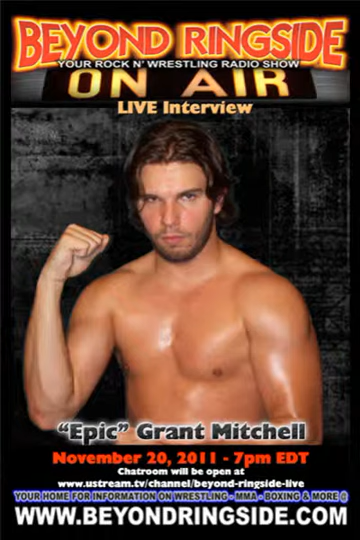 BEYOND RINGSIDE
YOUR ROCK N' WRESTLING RADIO SHOW
ON AIR
LIVE Interview
"Epic" Grant Mitchell
November 20, 2011 - 7pm EDT
Chatroom will be open at
www.ustream.tv/channel/beyond-ringside-live
YOUR HOME FOR INFORMATION ON WRESTLING - MMA - BOXING & MORE @
WWW.BEYONDRINGSIDE.COM